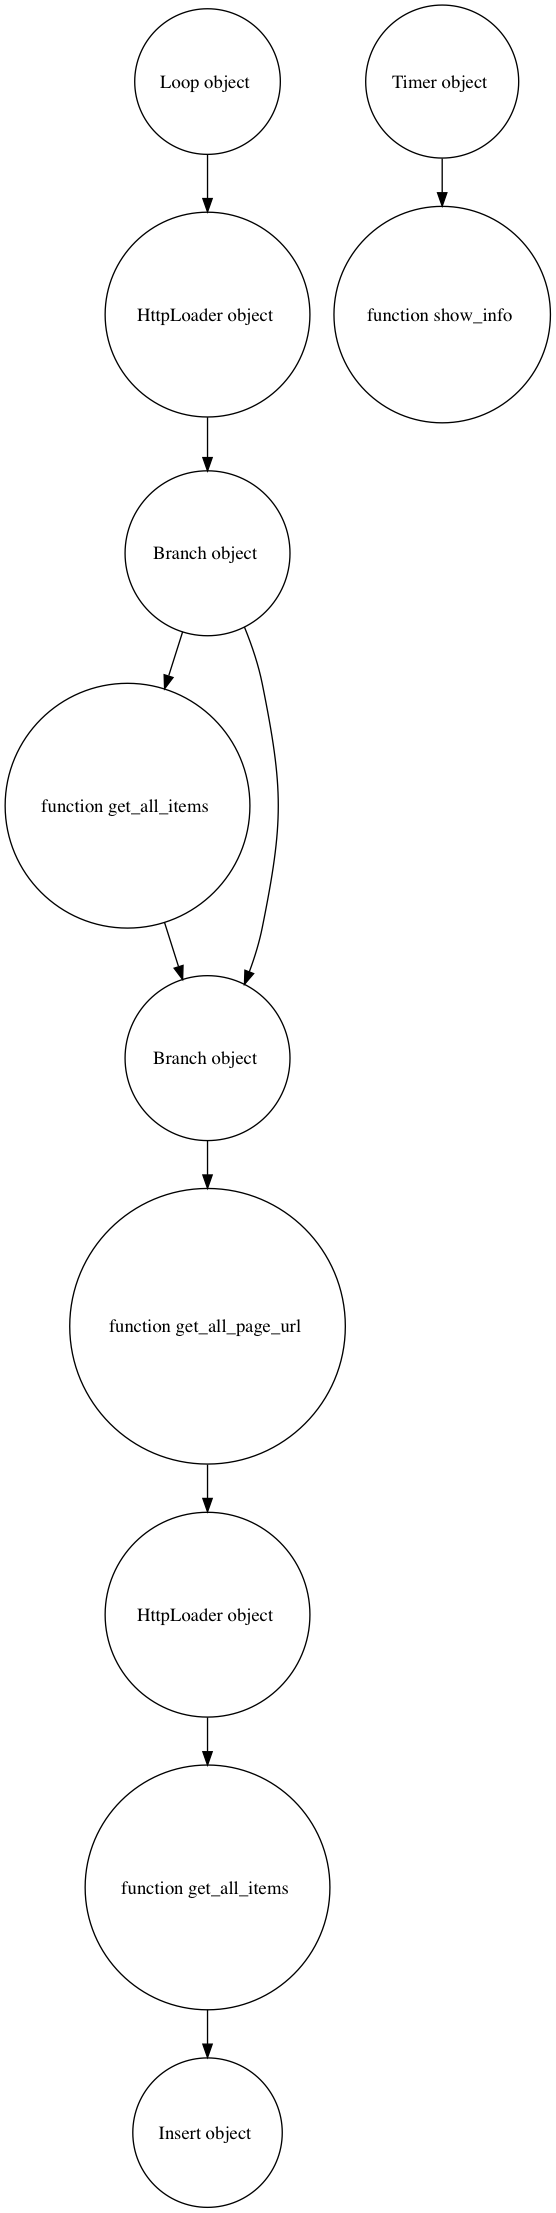 Loop object
Timer object
HttpLoader object
function show_info
Branch object
function get_all_items
Branch object
function get_all_page_url
HttpLoader object
function get_all_items
Insert object